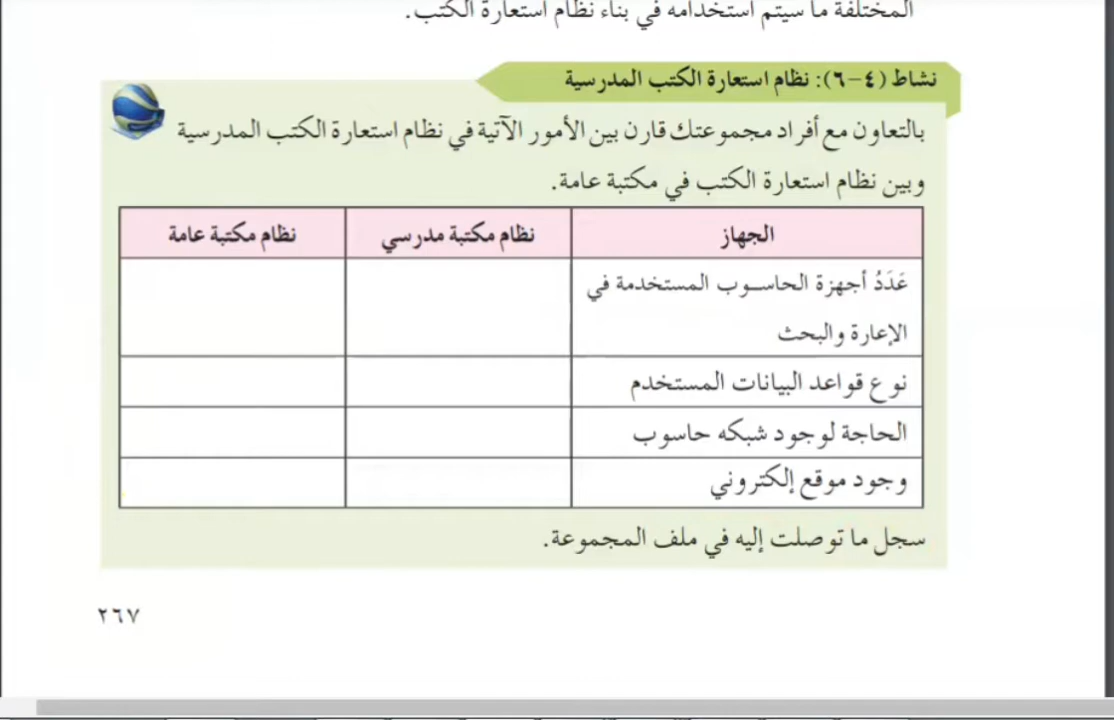 المختلفة ما سيتم استخدامه في بناء نظام استعارة الكتب.
نشاط (٤-٦): نظام استعارة الكتب المدرسية
بالتعاون مع أفراد مجموعتك قارن بين الأمور الآتية في نظام استعارة الكتب المدرسية
وبين نظام استعارة الكتب في مكتبة عامة.
الجهاز نظام مكتبة مدرسي نظام مكتبة عامة
عَدَدُ أجهزة الحاسوب المستخدمة في
الإعارة والبحث
نوع قواعد البيانات المستخدم
الحاجة لوجود شبكه حاسوب
وجود موقع إلكتروني
سجل ما توصلت إليه في ملف المجموعة.
٢٦٧